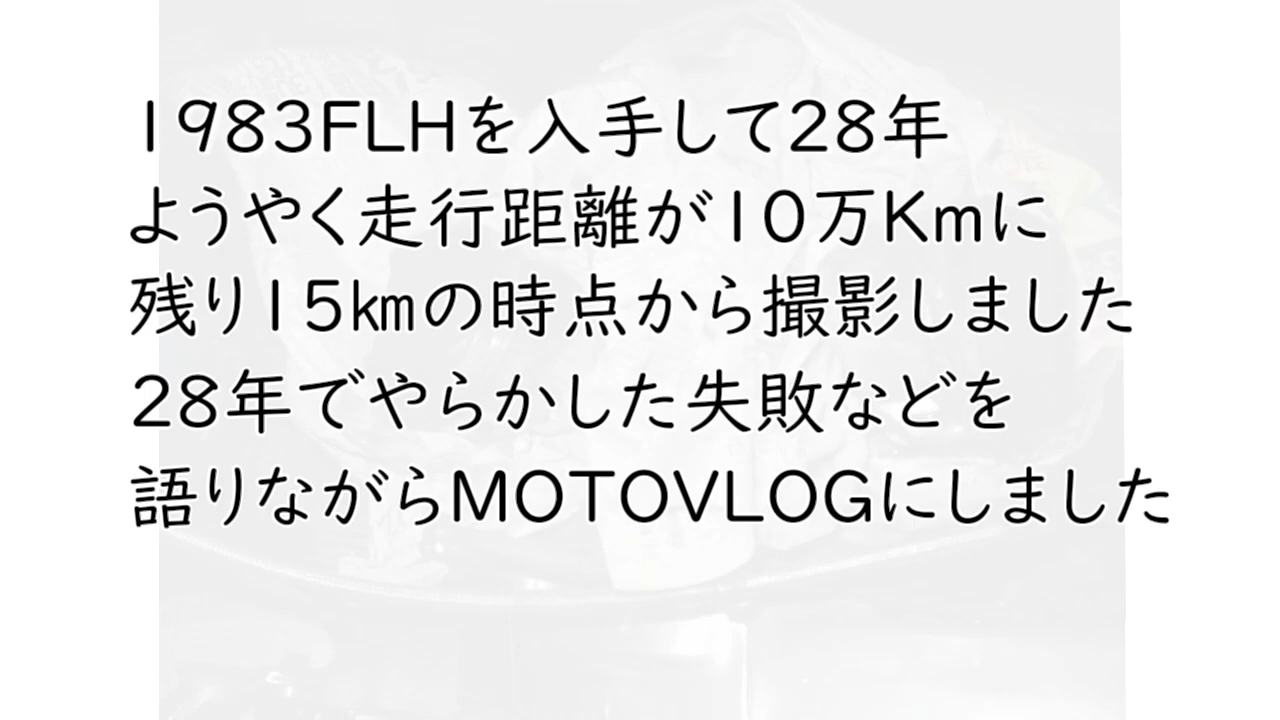 1983FLHを入手して28年
ようやく走行距離が10万Kmに
残り15㎞の時点から撮影しました
28年でやらかした失敗などを
語りながらMOTOVLOGにしました